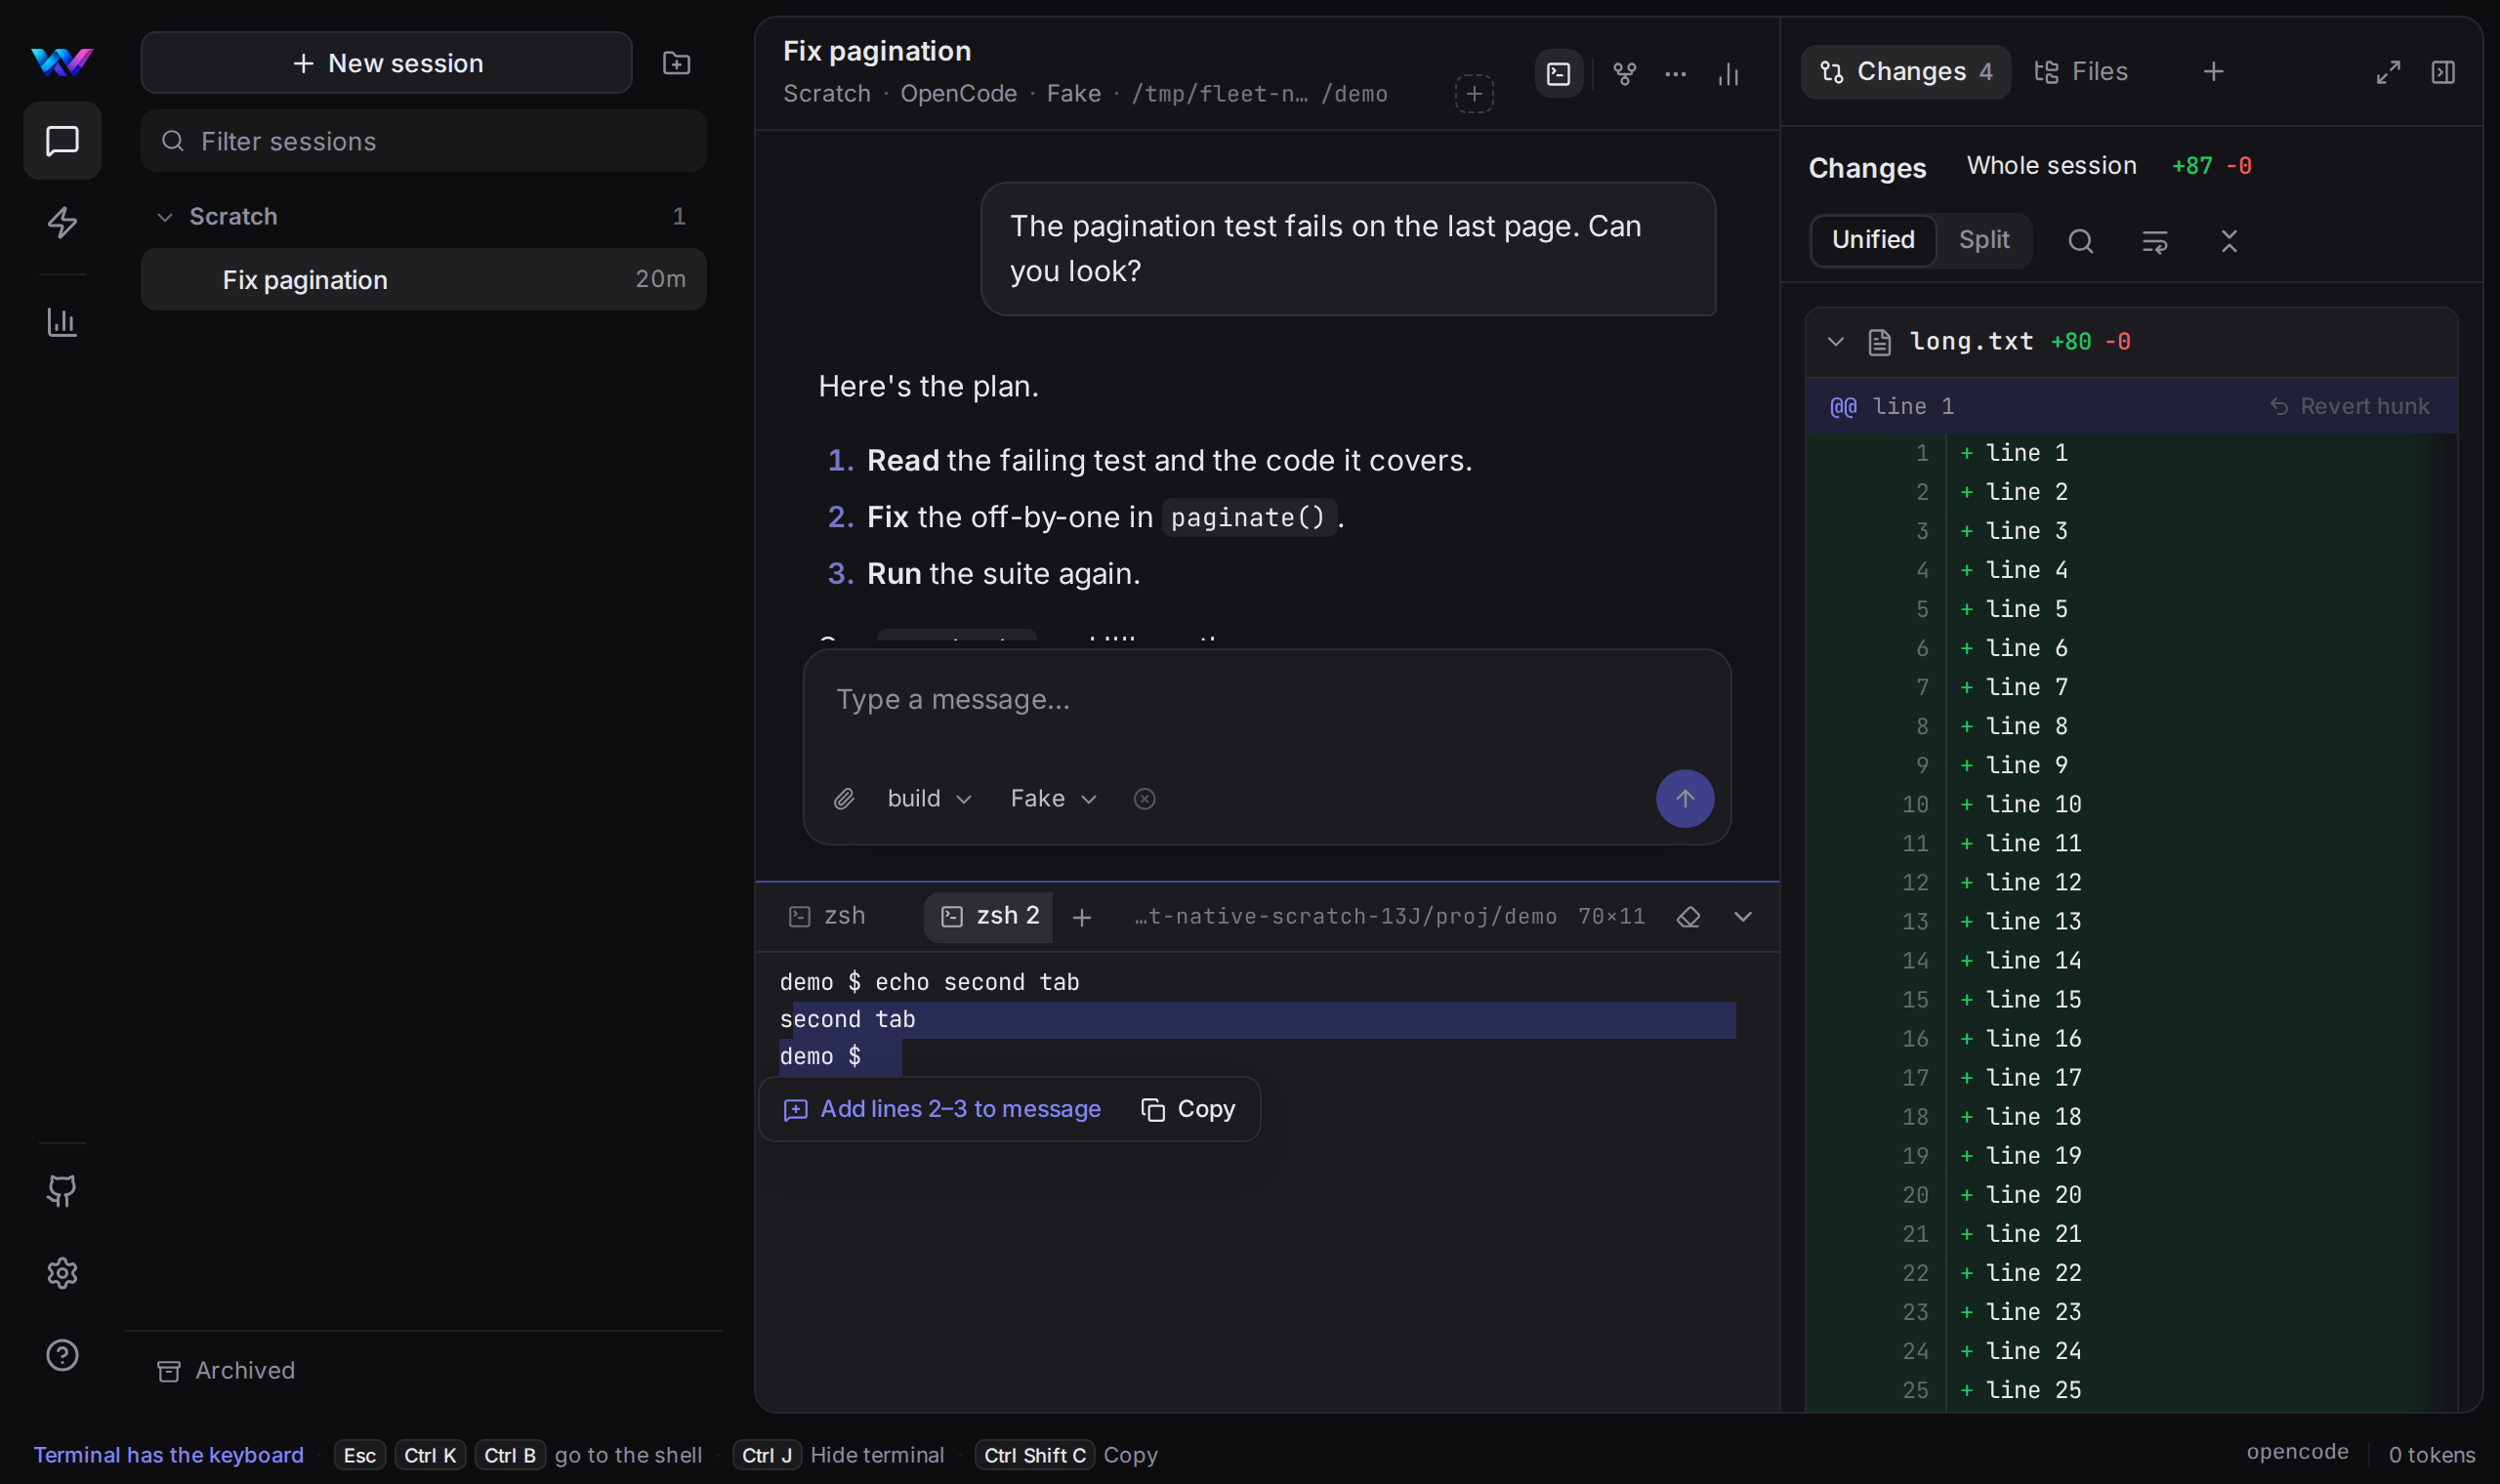 New session
Filter sessions
Scratch 1
Fix pagination 20m
Archived
Fix pagination
Scratch · OpenCode · Fake · /tmp/fleet-n… /demo
The pagination test fails on the last page. Can
you look?
Here's the plan.
1. Read the failing test and the code it covers.
2. Fix the off-by-one in paginate().
3. Run the suite again.
Type a message...
build Fake
zsh zsh 2 …t-native-scratch-13J/proj/demo 70×11
demo $ echo second tab
second tab
demo $
Add lines 2–3 to message Copy
Changes 4 Files
Changes Whole session +87 -0
Unified Split
long.txt +80 -0
@@ line 1 Revert hunk
1 + line 1
2 + line 2
3 + line 3
4 + line 4
5 + line 5
6 + line 6
7 + line 7
8 + line 8
9 + line 9
10 + line 10
11 + line 11
12 + line 12
13 + line 13
14 + line 14
15 + line 15
16 + line 16
17 + line 17
18 + line 18
19 + line 19
20 + line 20
21 + line 21
22 + line 22
23 + line 23
24 + line 24
25 + line 25
Terminal has the keyboard · Esc Ctrl K Ctrl B go to the shell · Ctrl J Hide terminal · Ctrl Shift C Copy
opencode 0 tokens